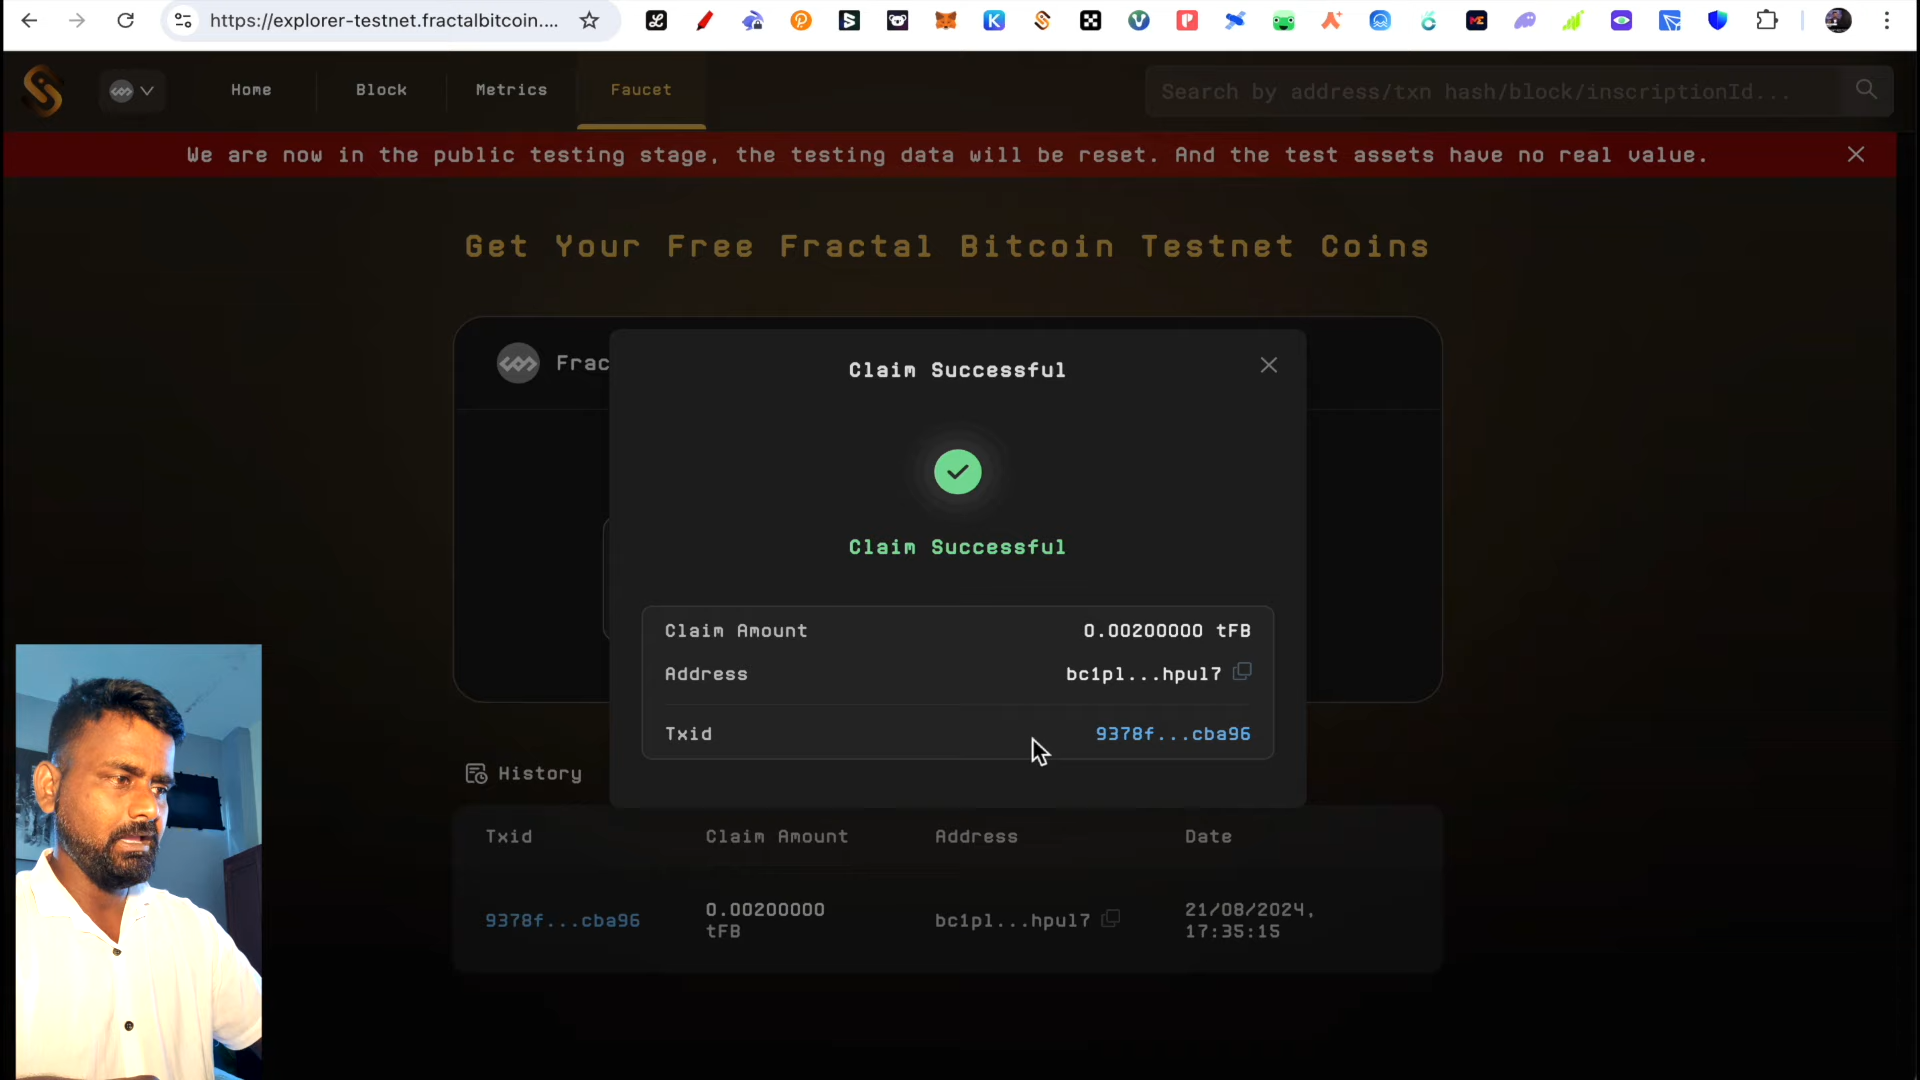 https://explorer-testnet.fractalbitcoin....
Home
Block
Metrics
Faucet
Search by address/txn hash/block/inscriptionId...
We are now in the public testing stage, the testing data will be reset. And the test assets have no real value.
Get Your Free Fractal Bitcoin Testnet Coins
Frac
Claim Successful
Claim Successful
Claim Amount 0.00200000 tFB
Address bc1pl...hpul7
Txid 9378f...cba96
History
Txid Claim Amount Address Date
9378f...cba96 0.00200000 tFB bc1pl...hpul7 21/08/2024, 17:35:15